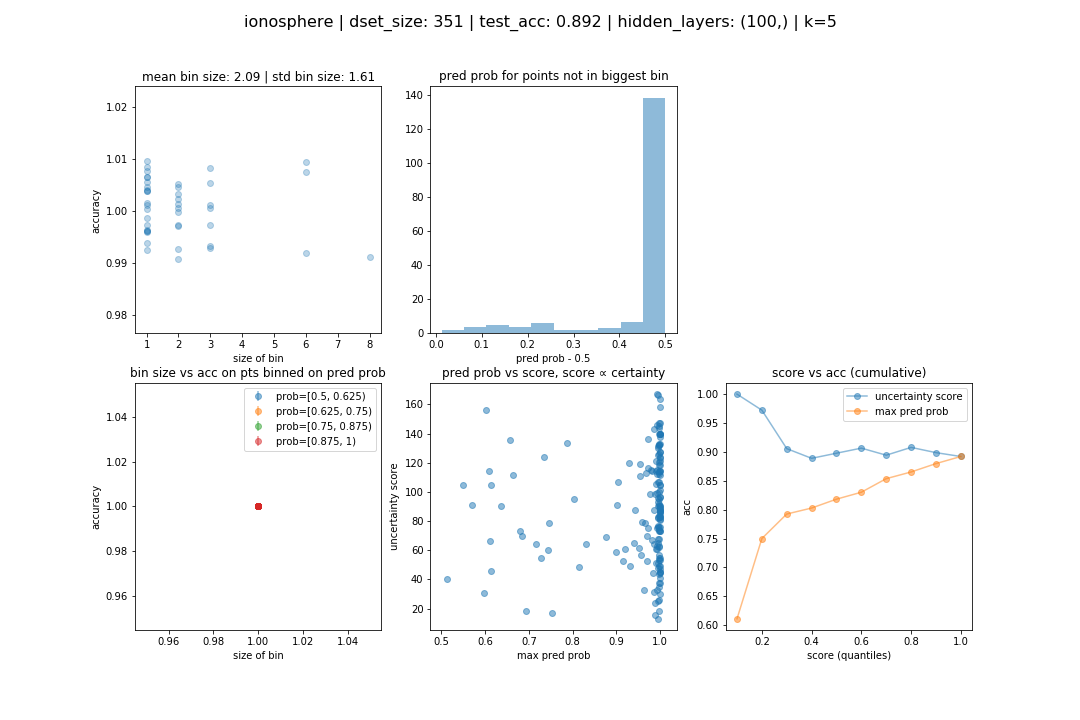 ionosphere | dset_size: 351 | test_acc: 0.892 | hidden_layers: (100,) | k=5
mean bin size: 2.09 | std bin size: 1.61
accuracy
1.02
1.01
1.00
0.99
0.98
1 2 3 4 5 6 7 8
size of bin
pred prob for points not in biggest bin
140
120
100
80
60
40
20
0
0.0 0.1 0.2 0.3 0.4 0.5
pred prob - 0.5
bin size vs acc on pts binned on pred prob
accuracy
1.04
1.02
1.00
0.98
0.96
prob=[0.5, 0.625)
prob=[0.625, 0.75)
prob=[0.75, 0.875)
prob=[0.875, 1)
0.96 0.98 1.00 1.02 1.04
size of bin
pred prob vs score, score ∝ certainty
uncertainty score
160
140
120
100
80
60
40
20
0.5 0.6 0.7 0.8 0.9 1.0
max pred prob
score vs acc (cumulative)
acc
1.00
0.95
0.90
0.85
0.80
0.75
0.70
0.65
0.60
uncertainty score
max pred prob
0.2 0.4 0.6 0.8 1.0
score (quantiles)